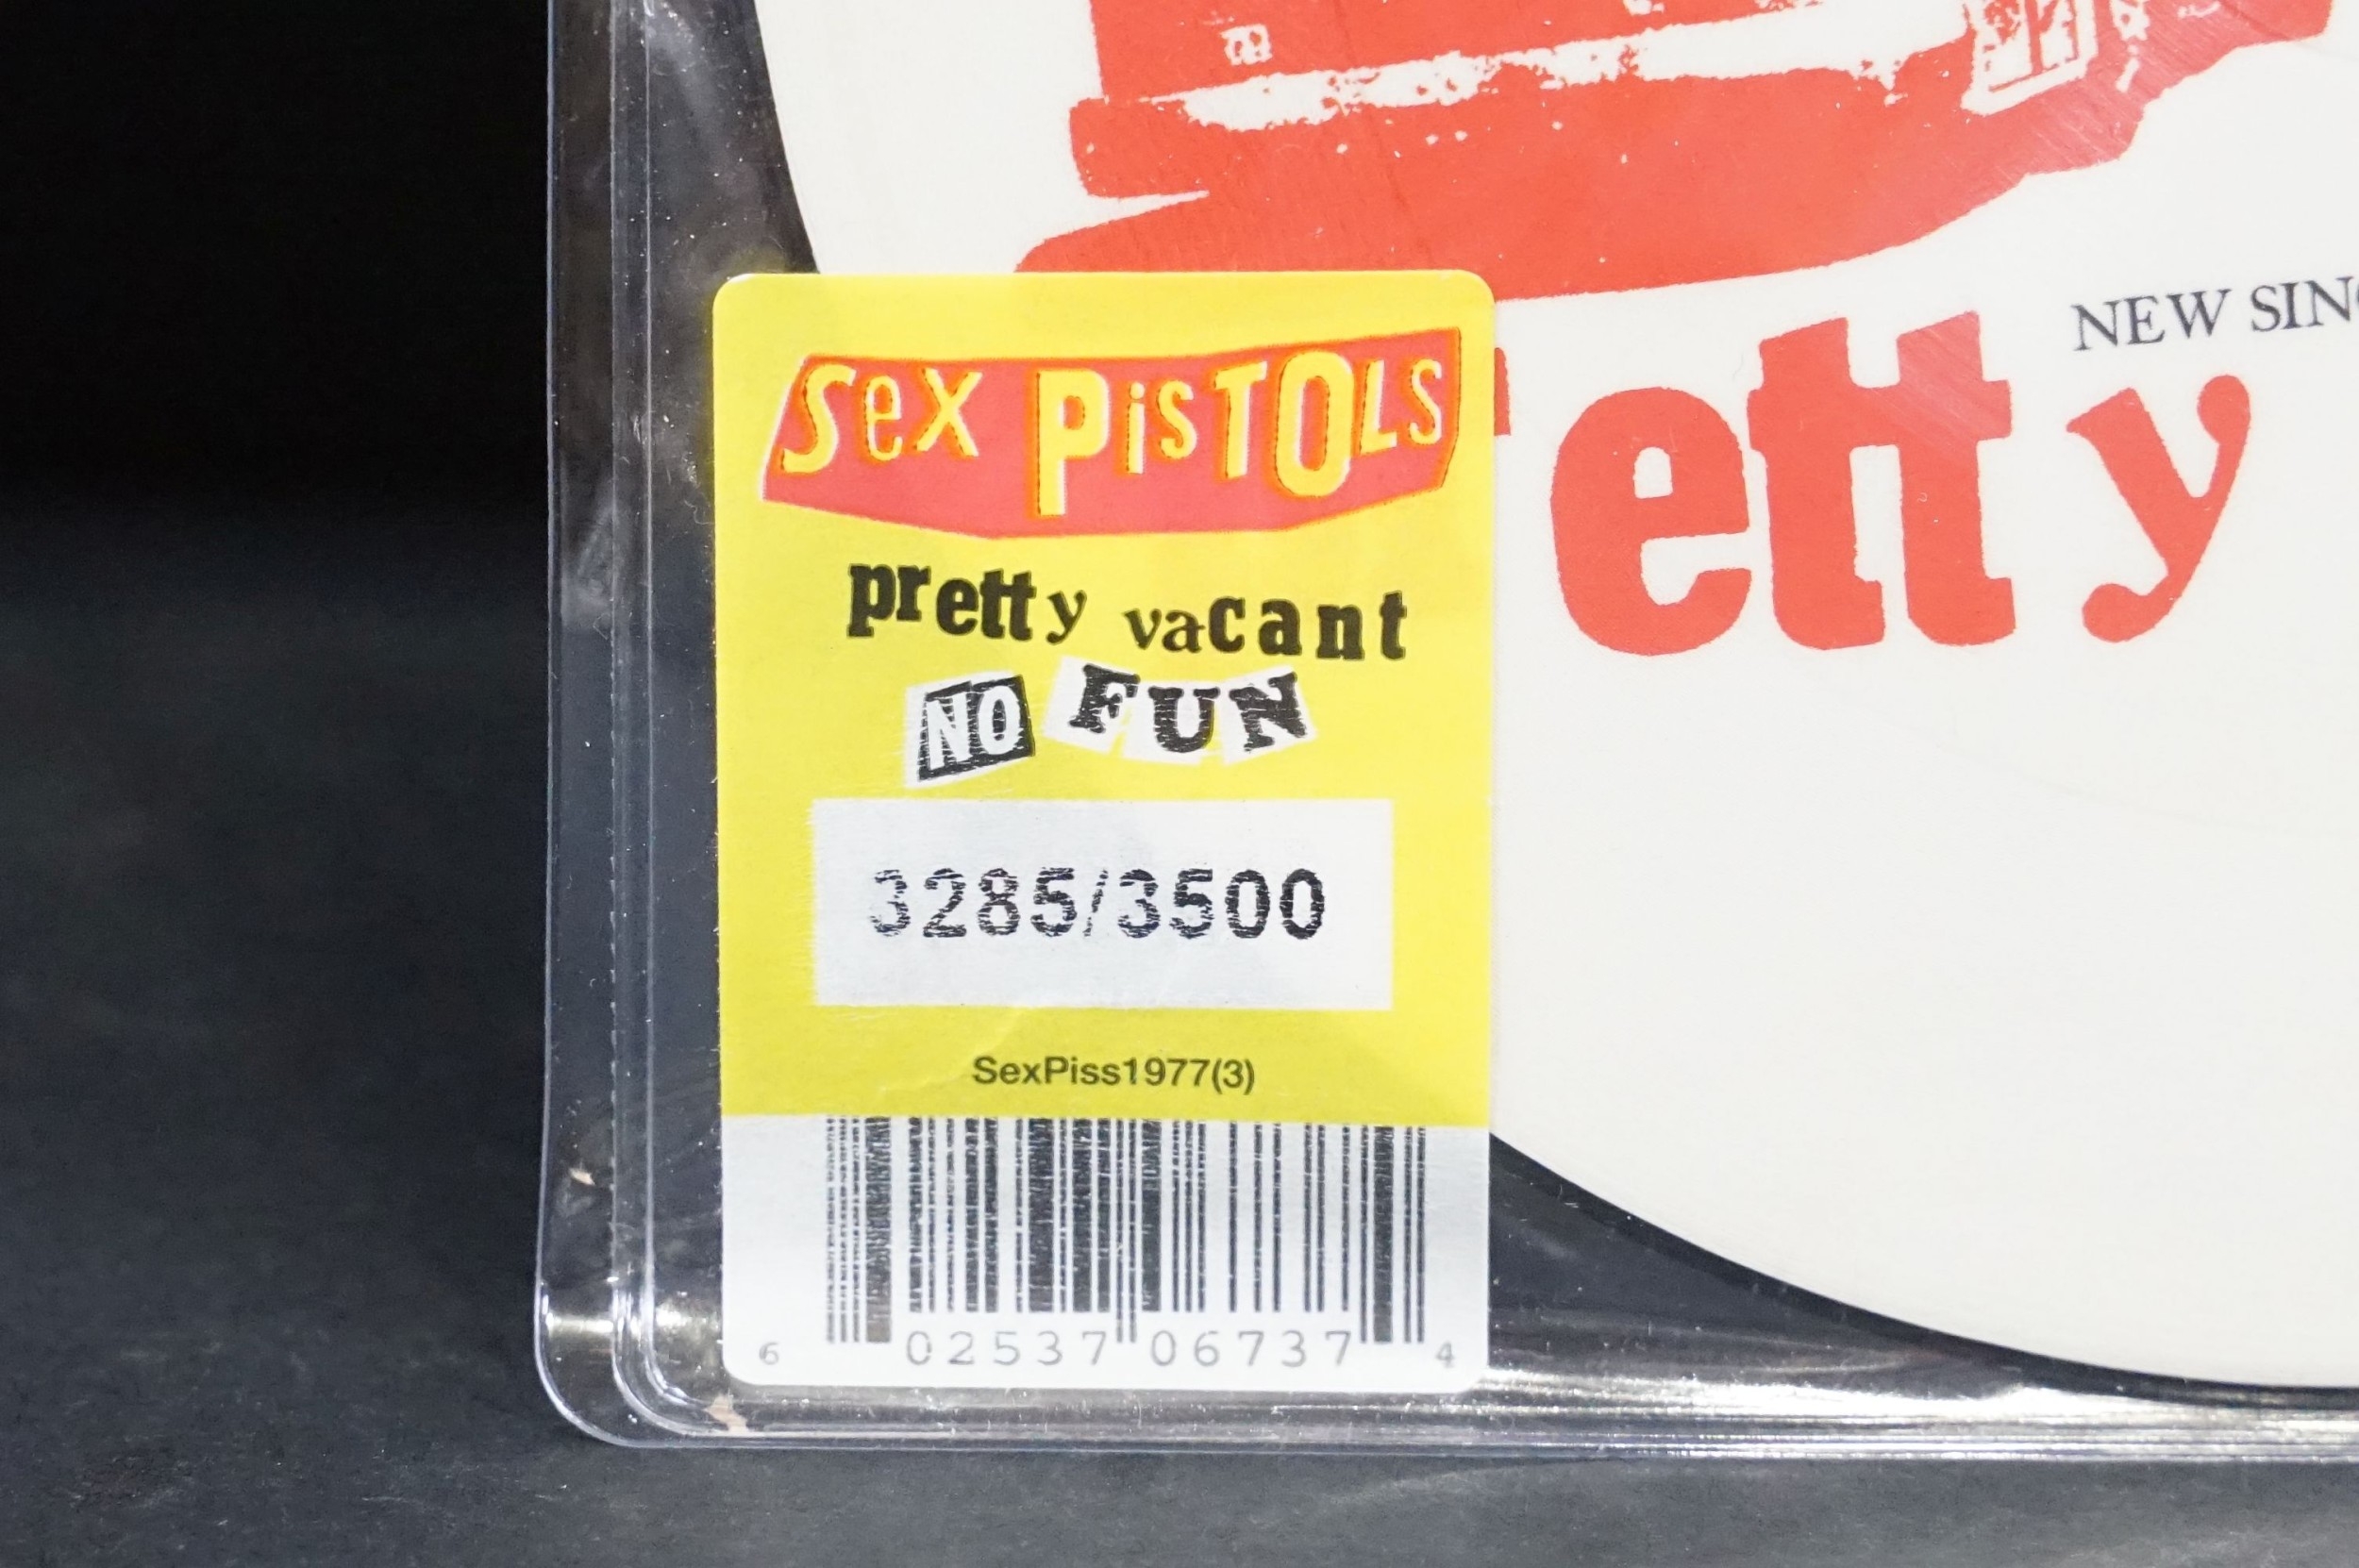 NEW SIN
etty
Sex PisTOLS
pretty vacant
NO FUN
3285/3500
SexPiss1977(3)
6 02537 06737 4